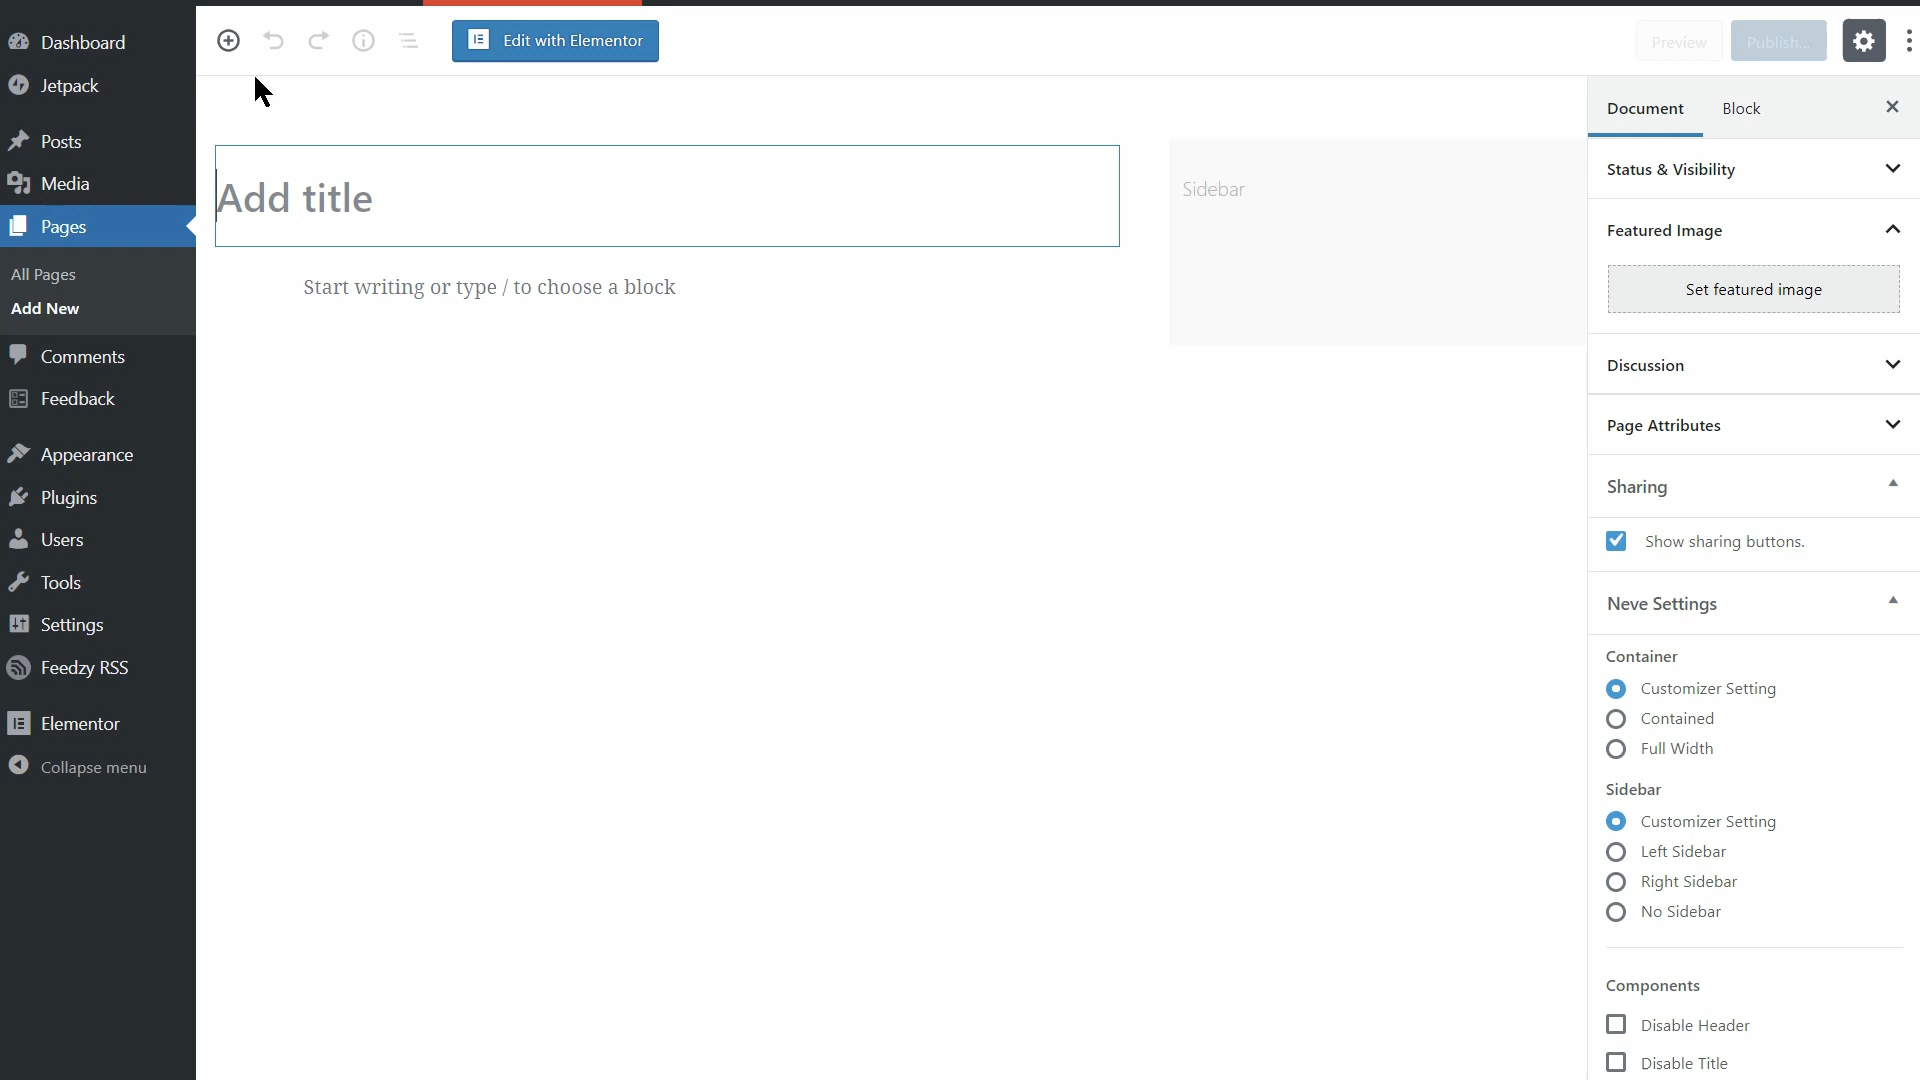 Dashboard
Jetpack
Posts
Media
Pages
All Pages
Add New
Comments
Feedback
Appearance
Plugins
Users
Tools
Settings
Feedzy RSS
Elementor
Collapse menu
Edit with Elementor
Preview
Publish...
Add title
Start writing or type / to choose a block
Sidebar
Document
Block
Status & Visibility
Featured Image
Set featured image
Discussion
Page Attributes
Sharing
Show sharing buttons.
Neve Settings
Container
Customizer Setting
Contained
Full Width
Sidebar
Customizer Setting
Left Sidebar
Right Sidebar
No Sidebar
Components
Disable Header
Disable Title